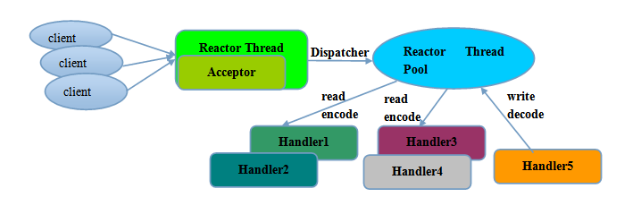 client
client
client
Reactor Thread
Acceptor
Dispatcher
Reactor Thread
Pool
read
encode
read
encode
write
decode
Handler1
Handler2
Handler3
Handler4
Handler5